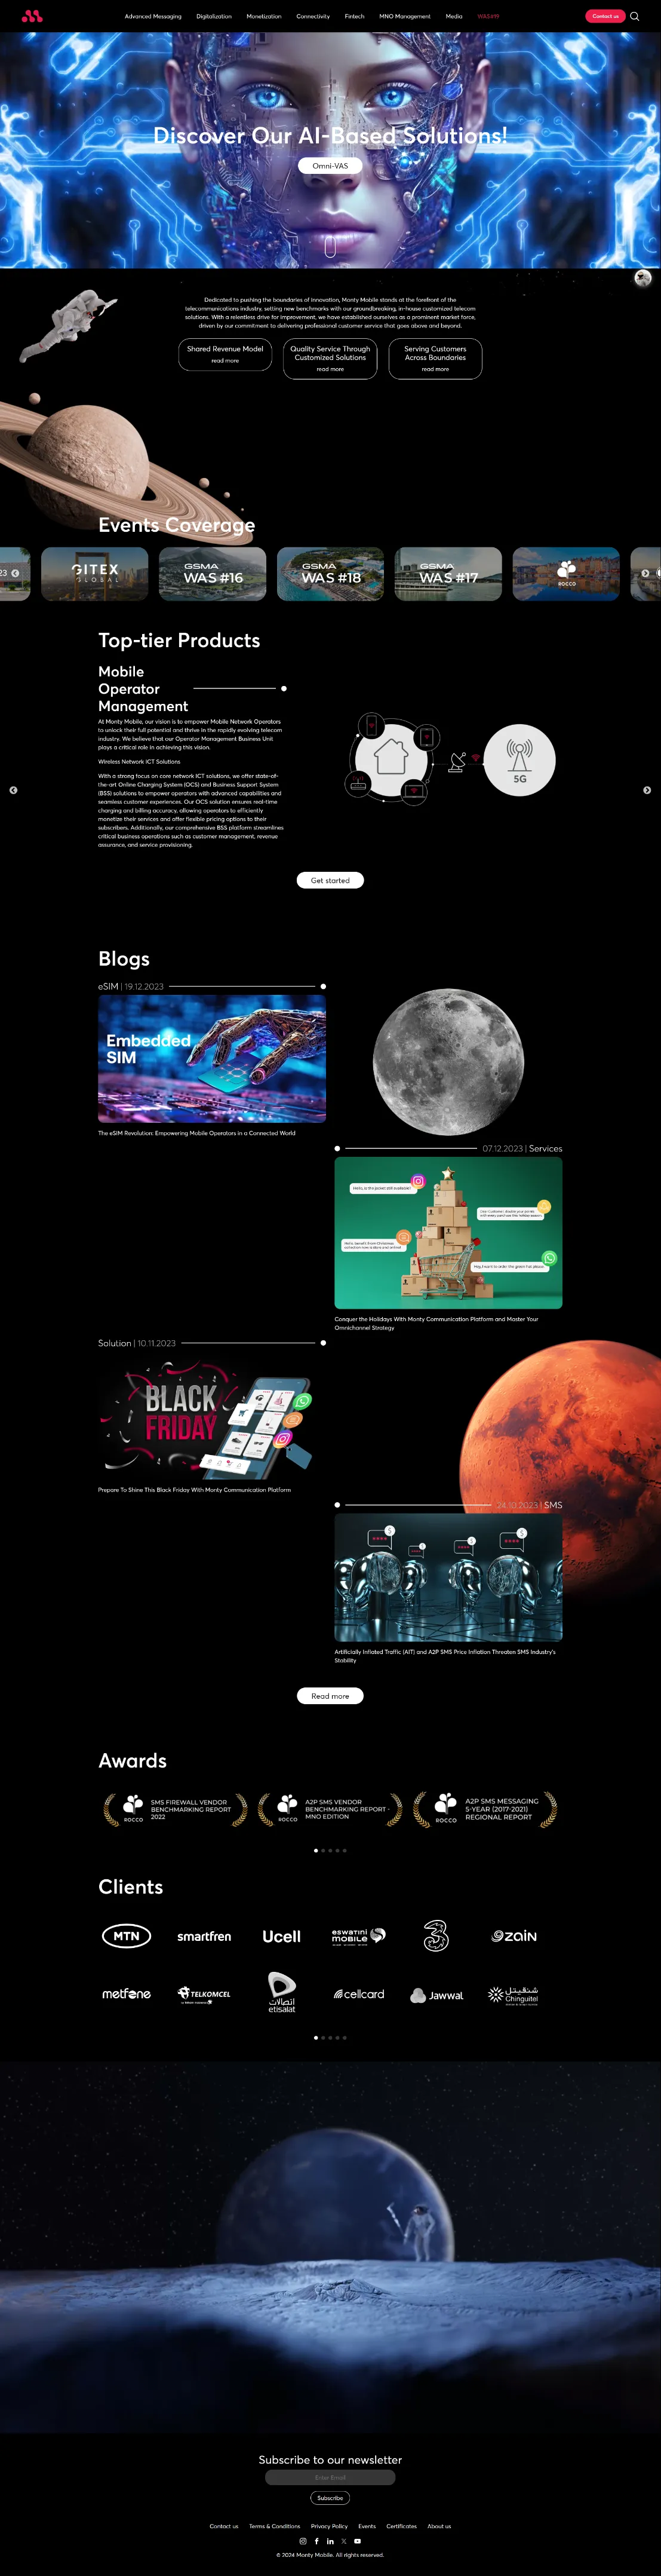 Advanced Messaging Digitalization Monetization Connectivity Fintech MNO Management Media WAS#19 Contact us
Discover Our AI-Based Solutions!
Omni-VAS
Dedicated to pushing the boundaries of innovation, Monty Mobile stands at the forefront of the
telecommunications industry, setting new benchmarks with our groundbreaking, in-house customized telecom
solutions. With a relentless drive for improvement, we have established ourselves as a prominent market force,
driven by our commitment to delivering professional customer service that goes above and beyond.
Shared Revenue Model
read more
Quality Service Through
Customized Solutions
read more
Serving Customers
Across Boundaries
read more
Events Coverage
23
GITEX
GLOBAL
GSMA
WAS #16
GSMA
WAS #18
GSMA
WAS #17
ROCCO
Top-tier Products
Mobile
Operator
Management
At Monty Mobile, our vision is to empower Mobile Network Operators
to unlock their full potential and thrive in the rapidly evolving telecom
industry. We believe that our Operator Management Business Unit
plays a critical role in achieving this vision.
Wireless Network ICT Solutions
With a strong focus on core network ICT solutions, we offer state-of-
the-art Online Charging System (OCS) and Business Support System
(BSS) solutions to empower operators with advanced capabilities and
seamless customer experiences. Our OCS solution ensures real-time
charging and billing accuracy, allowing operators to efficiently
monetize their services and offer flexible pricing options to their
subscribers. Additionally, our comprehensive BSS platform streamlines
critical business operations such as customer management, revenue
assurance, and service provisioning.
5G
Get started
Blogs
eSIM | 19.12.2023
Embedded
SIM
The eSIM Revolution: Empowering Mobile Operators in a Connected World
07.12.2023 | Services
Hello, is the jacket still available?
Conquer the Holidays With Monty Communication Platform and Master Your
Omnichannel Strategy
Solution | 10.11.2023
BLACK
FRIDAY
Prepare To Shine This Black Friday With Monty Communication Platform
24.10.2023 | SMS
Artificially Inflated Traffic (AIT) and A2P SMS Price Inflation Threaten SMS Industry's
Stability
Read more
Awards
ROCCO
SMS FIREWALL VENDOR
BENCHMARKING REPORT
2022
ROCCO
A2P SMS VENDOR
BENCHMARKING REPORT -
MNO EDITION
ROCCO
A2P SMS MESSAGING
5-YEAR (2017-2021)
REGIONAL REPORT
Clients
MTN
smartfren
Ucell
eswatini
mobile
3
zain
metfone
TELKOMCEL
اتصالات
etisalat
cellcard
Jawwal
شنقيتل
Chinguitel
Subscribe to our newsletter
Enter Email
Subscribe
Contact us Terms & Conditions Privacy Policy Events Certificates About us
© 2024 Monty Mobile. All rights reserved.